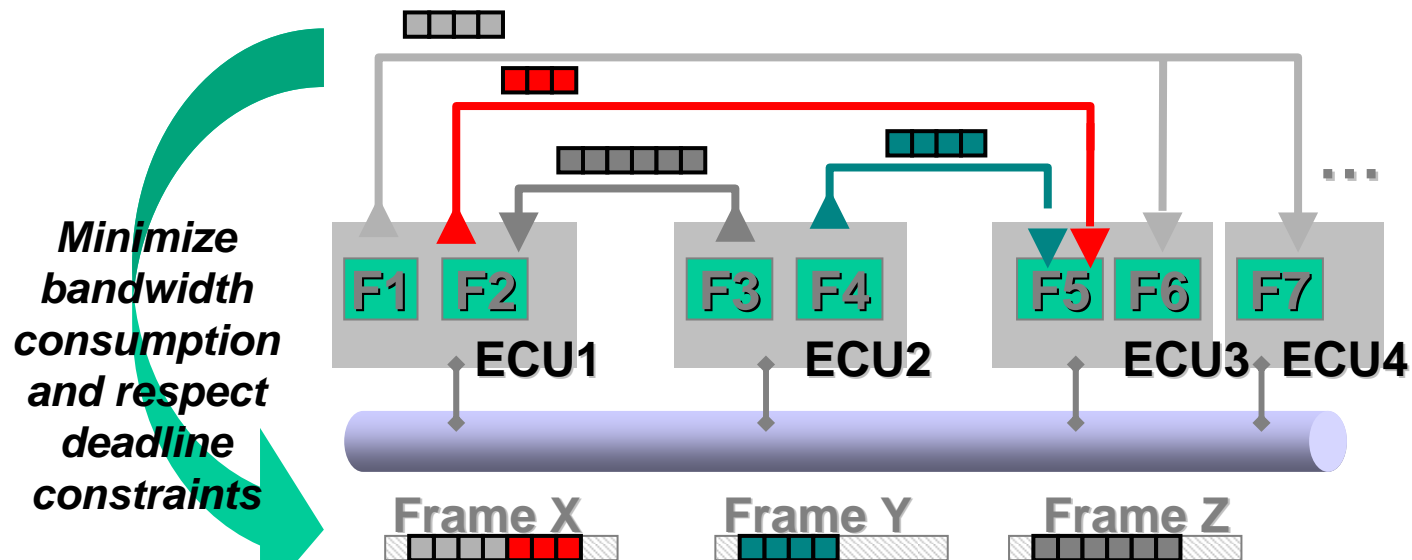 ...
Minimize
bandwidth
consumption
and respect
deadline
constraints
F1 F2 F3 F4 F5 F6 F7
ECU1 ECU2 ECU3 ECU4
Frame X Frame Y Frame Z